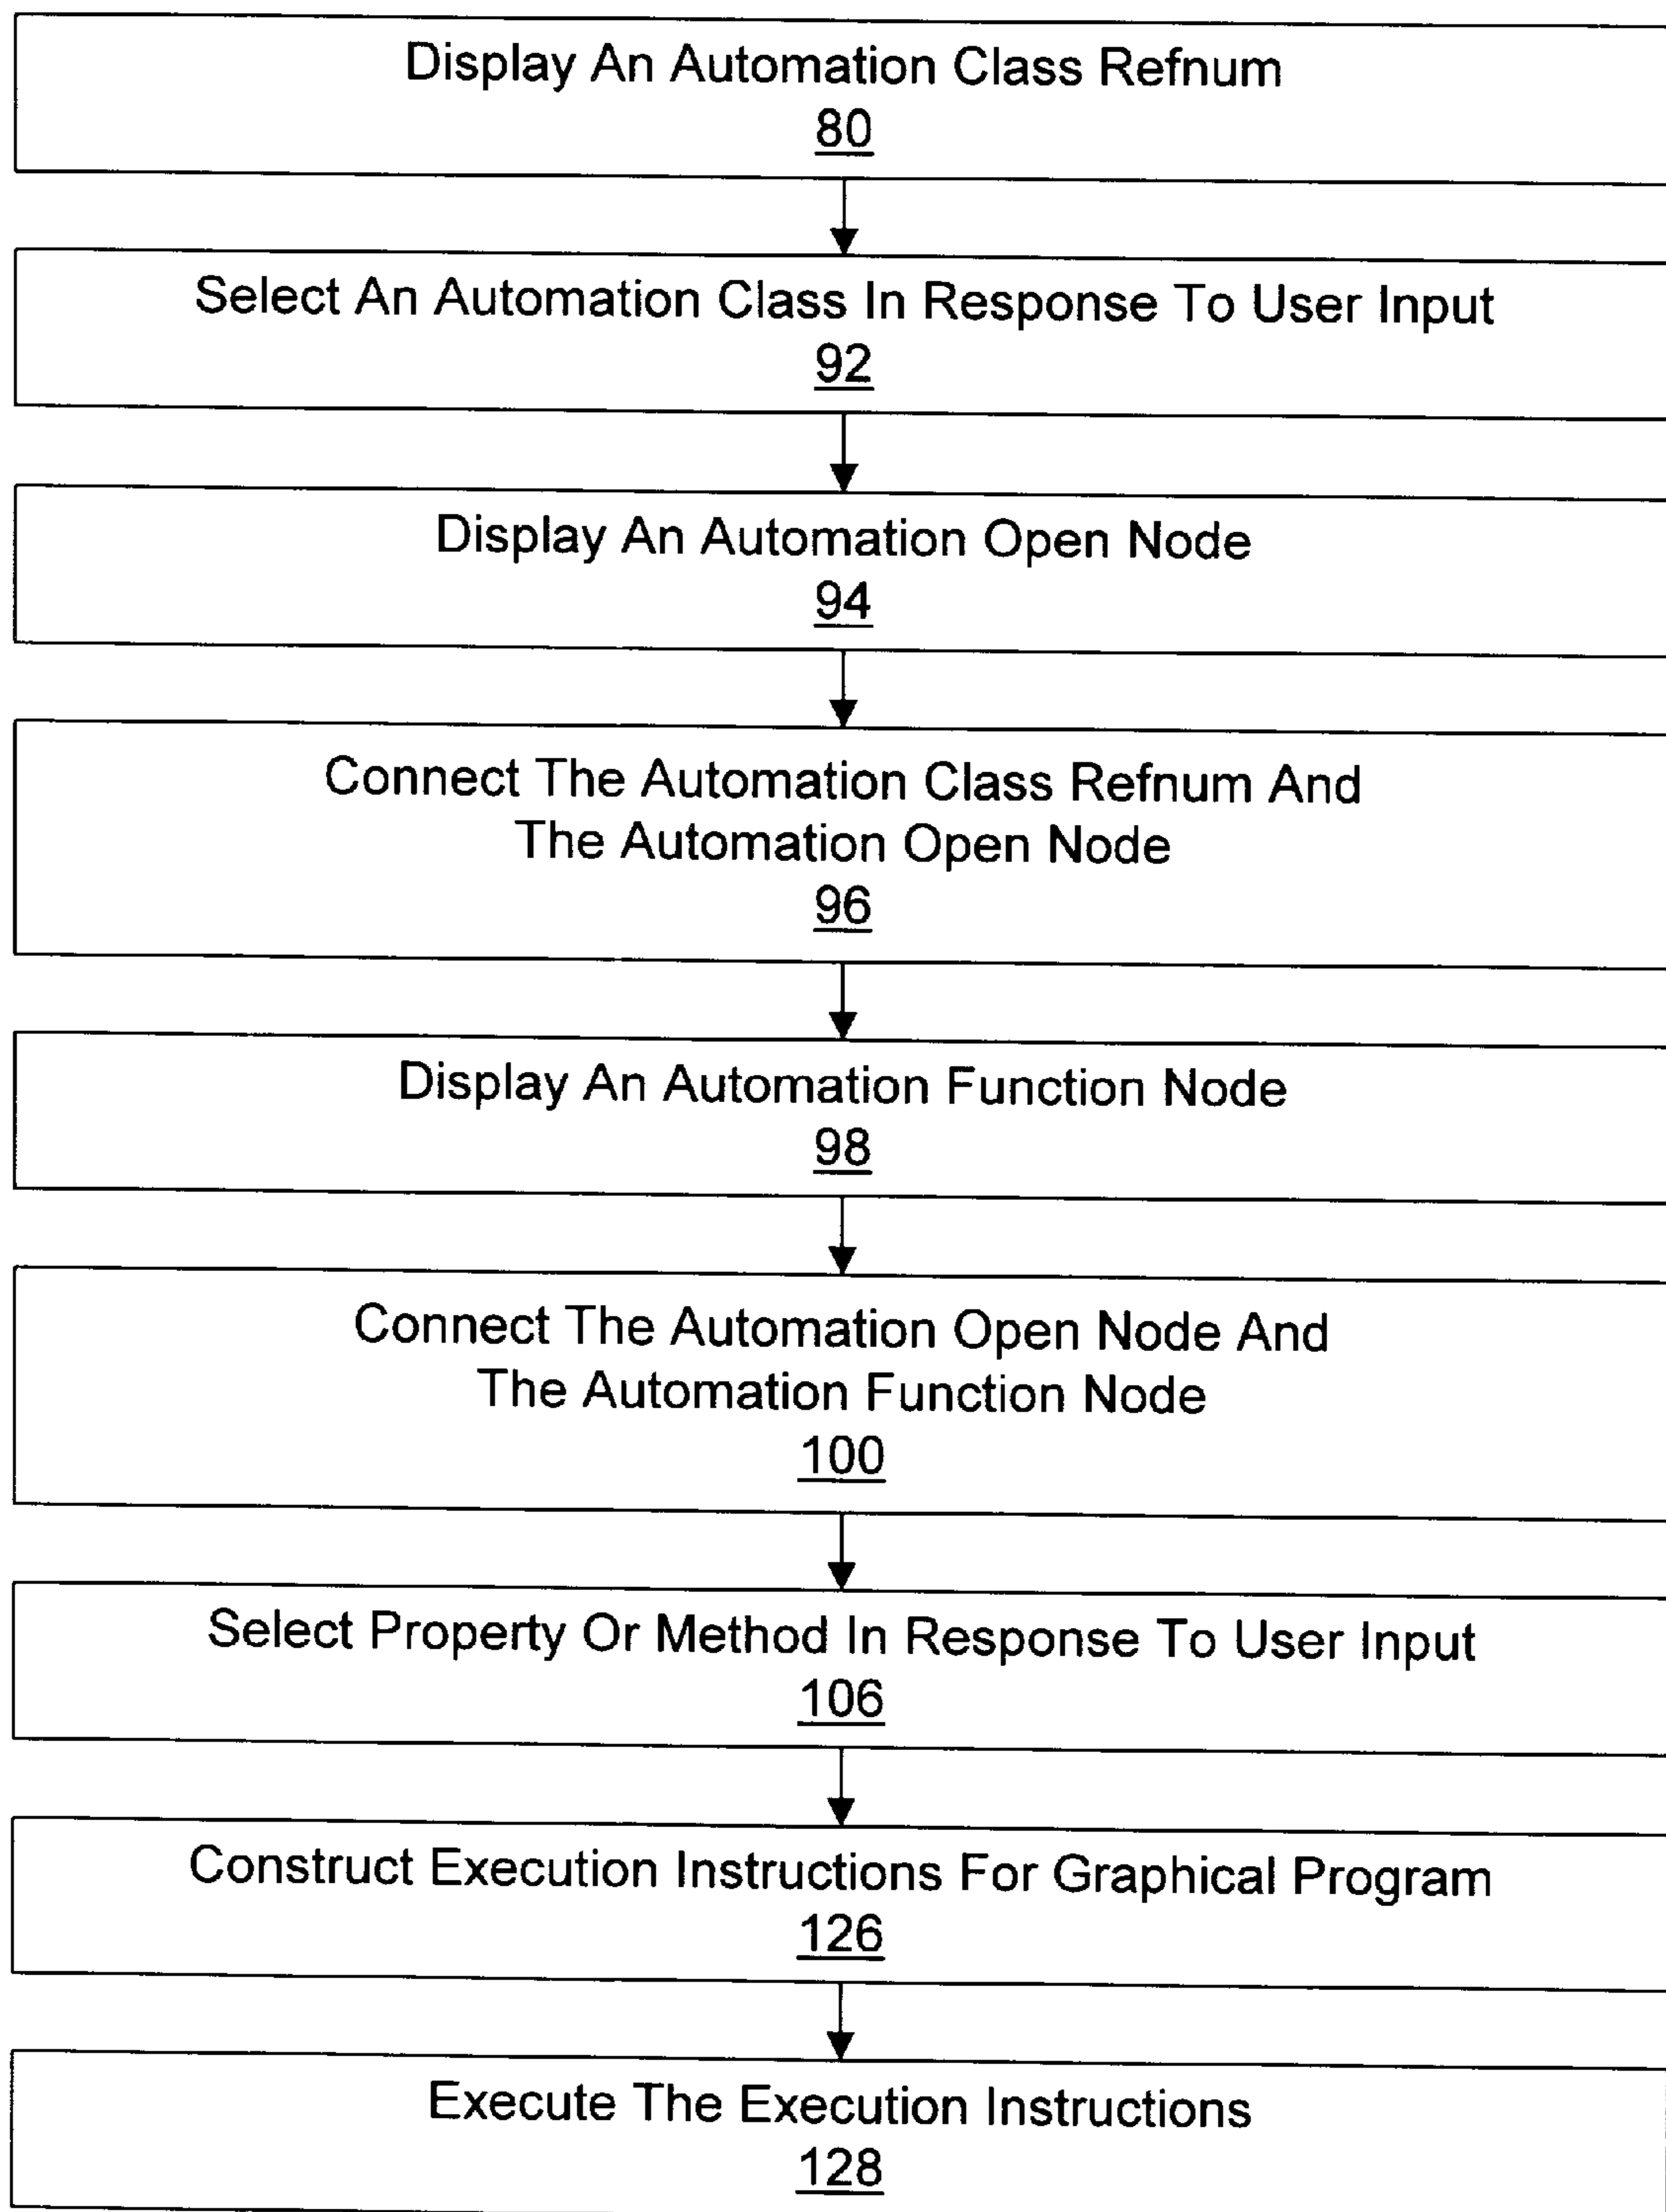 Display An Automation Class Refnum
80
Select An Automation Class In Response To User Input
92
Display An Automation Open Node
94
Connect The Automation Class Refnum And
The Automation Open Node
96
Display An Automation Function Node
98
Connect The Automation Open Node And
The Automation Function Node
100
Select Property Or Method In Response To User Input
106
Construct Execution Instructions For Graphical Program
126
Execute The Execution Instructions
128